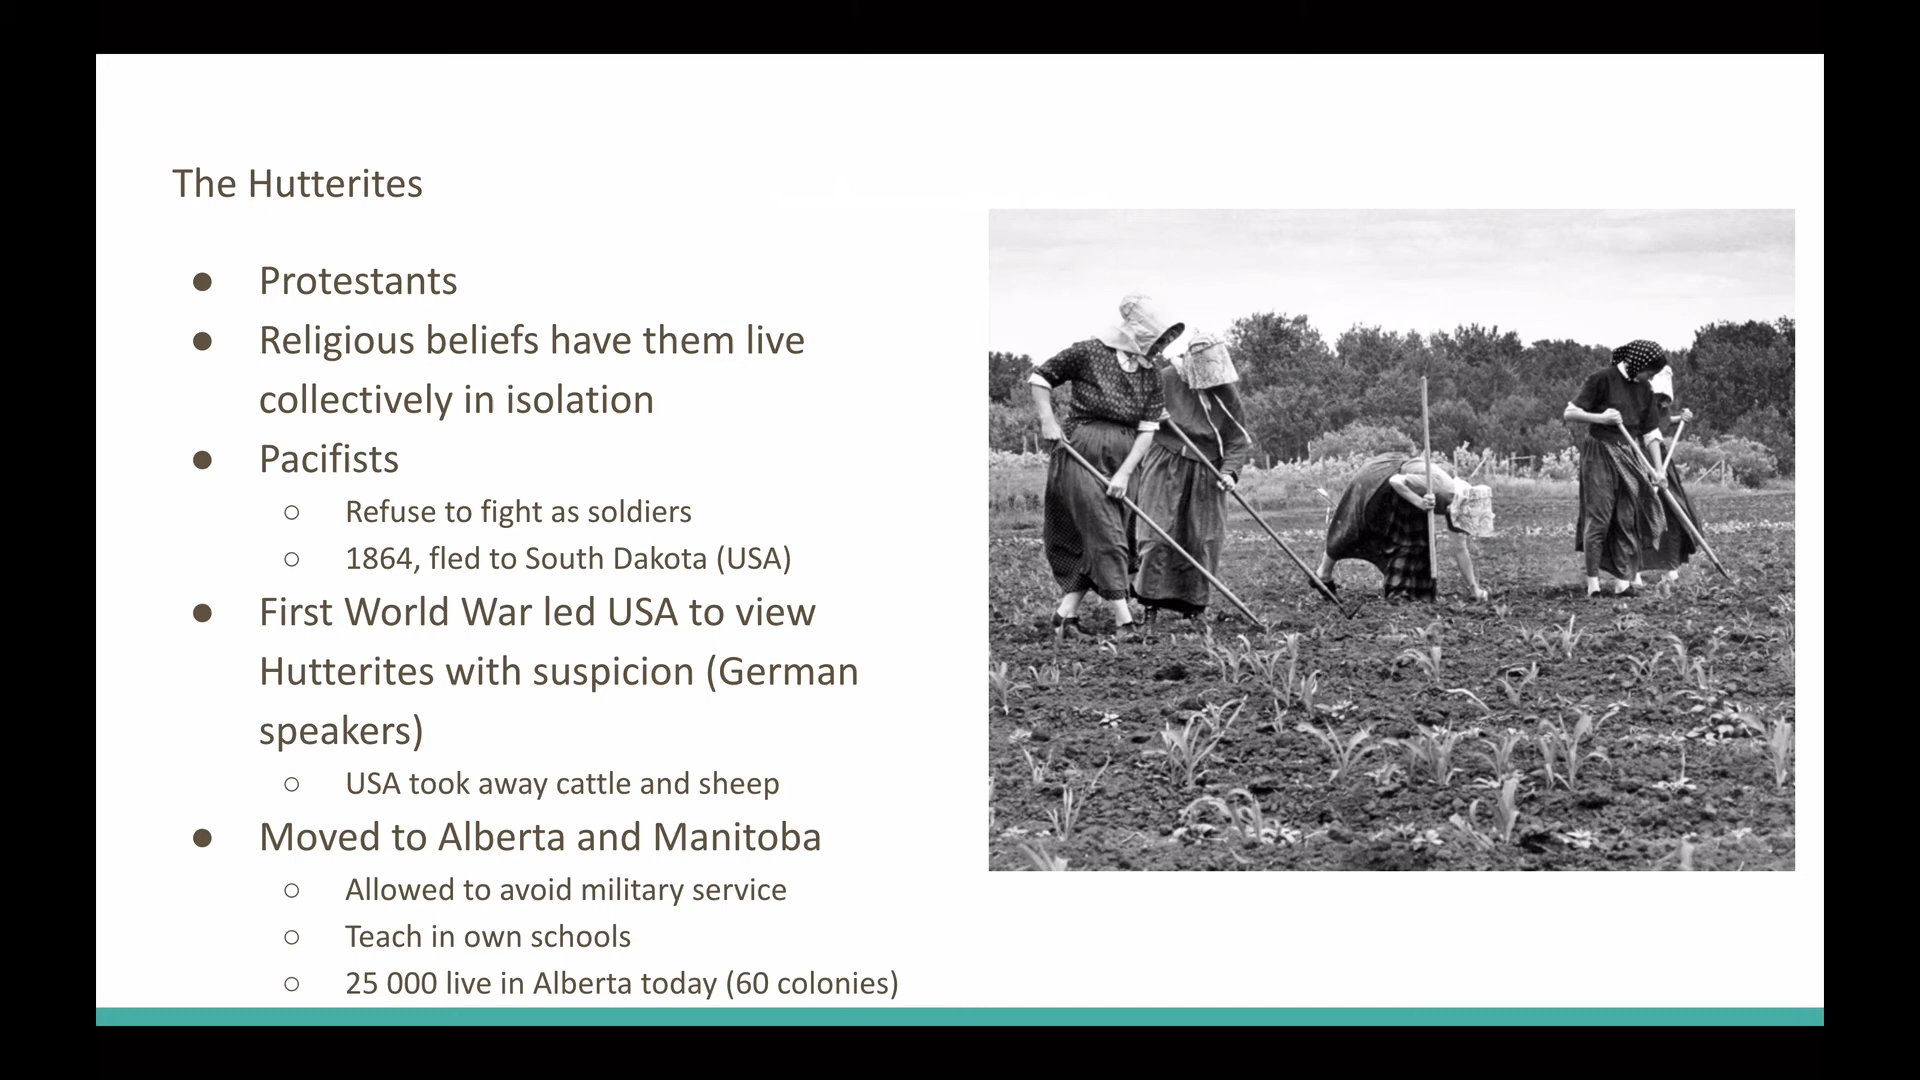 The Hutterites
● Protestants
● Religious beliefs have them live
collectively in isolation
● Pacifists
○ Refuse to fight as soldiers
○ 1864, fled to South Dakota (USA)
● First World War led USA to view
Hutterites with suspicion (German
speakers)
○ USA took away cattle and sheep
● Moved to Alberta and Manitoba
○ Allowed to avoid military service
○ Teach in own schools
○ 25 000 live in Alberta today (60 colonies)